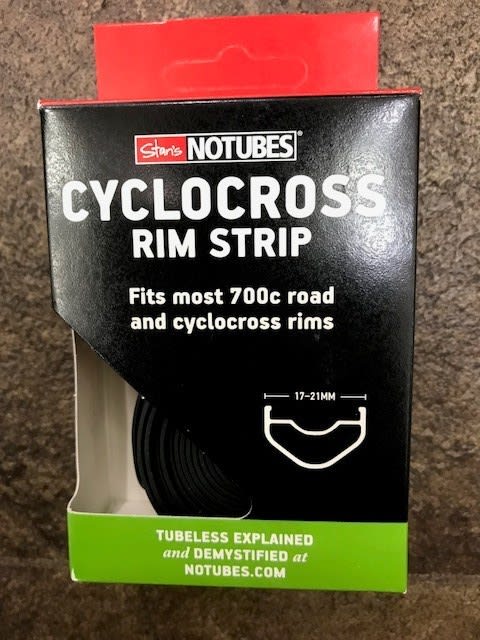 Stan's NOTUBES®
CYCLOCROSS
RIM STRIP
Fits most 700c road
and cyclocross rims
17-21MM
TUBELESS EXPLAINED
and DEMYSTIFIED at
NOTUBES.COM